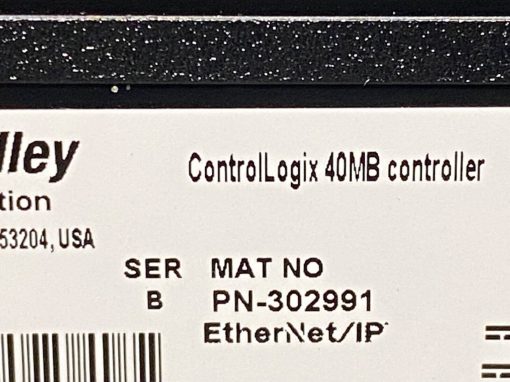 lley
ControlLogix 40MB controller
tion
53204, USA
SER MAT NO
B PN-302991
EtherNet/IP